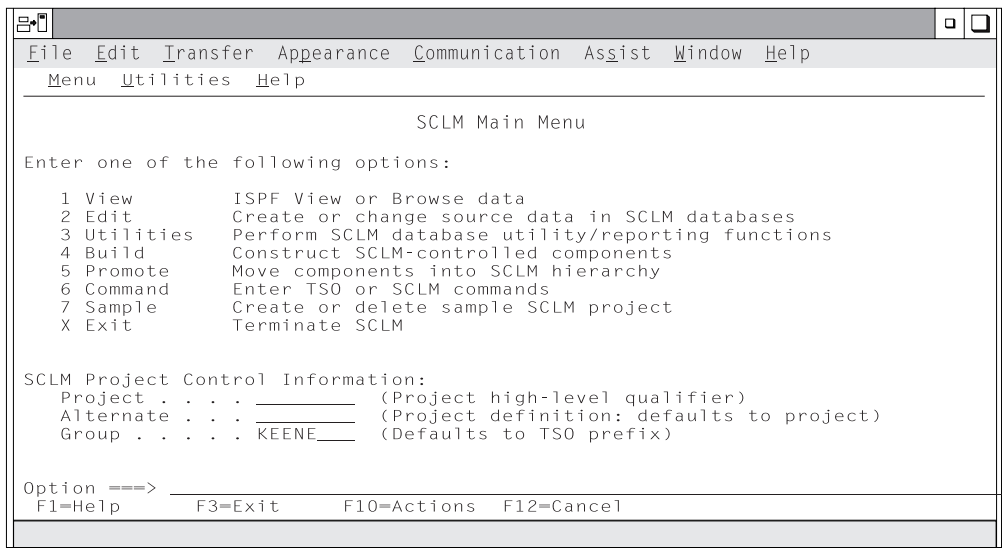 File Edit Transfer Appearance Communication Assist Window Help
Menu Utilities Help
SCLM Main Menu
Enter one of the following options:
1 View ISPF View or Browse data
2 Edit Create or change source data in SCLM databases
3 Utilities Perform SCLM database utility/reporting functions
4 Build Construct SCLM-controlled components
5 Promote Move components into SCLM hierarchy
6 Command Enter TSO or SCLM commands
7 Sample Create or delete sample SCLM project
X Exit Terminate SCLM
SCLM Project Control Information:
Project . . . . _________ (Project high-level qualifier)
Alternate . . . _________ (Project definition: defaults to project)
Group . . . . . KEENE____ (Defaults to TSO prefix)
Option ===> _________
F1=Help F3=Exit F10=Actions F12=Cancel